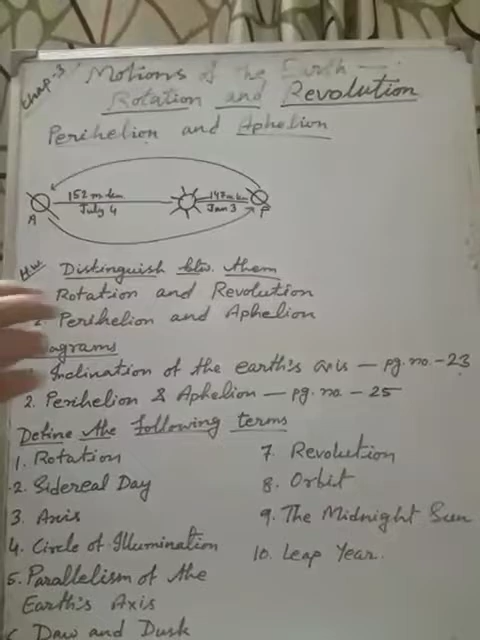 Chap-3
Motions of the Earth —
Rotation and Revolution
Perihelion and Aphelion
152 m km
July 4
147 m km
Jan 3
A
P
H.W. Distinguish btw. them
Rotation and Revolution
2. Perihelion and Aphelion
agrams
Inclination of the earth's axis — pg. no. - 23
2. Perihelion & Aphelion — pg. no - 25
Define the following terms
1. Rotation
2. Sidereal Day
3. Axis
4. Circle of Illumination
5. Parallelism of the
Earth's Axis
6. Daw and Dusk
7. Revolution
8. Orbit
9. The Midnight Sun
10. Leap Year.